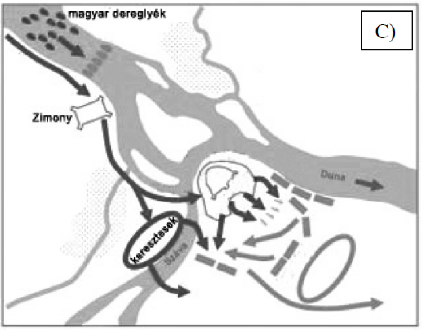 magyar dereglyék
C)
Zimony
Duna
keresztesek
Száva